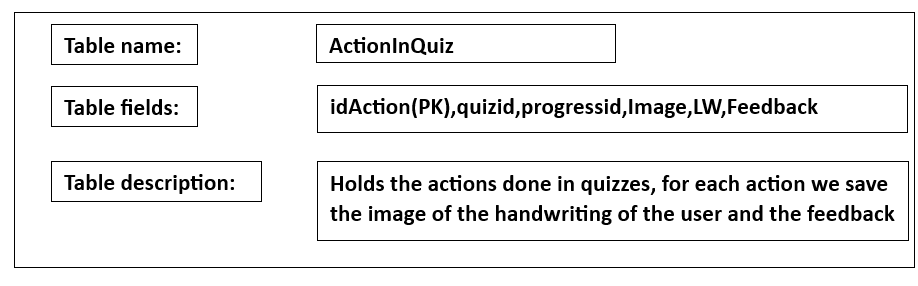 Table name:
ActionInQuiz
Table fields:
idAction(PK),quizid,progressid,Image,LW,Feedback
Table description:
Holds the actions done in quizzes, for each action we save
the image of the handwriting of the user and the feedback